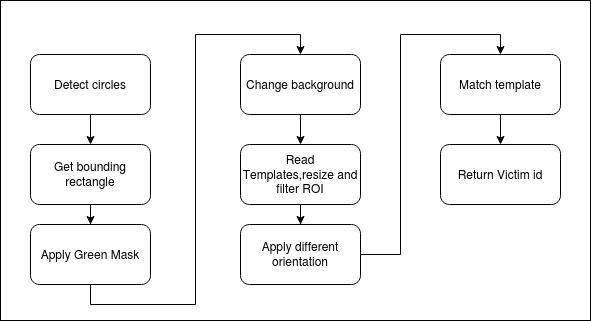 Detect circles
Get bounding
rectangle
Apply Green Mask
Change background
Read
Templates,resize and
filter ROI
Apply different
orientation
Match template
Return Victim id